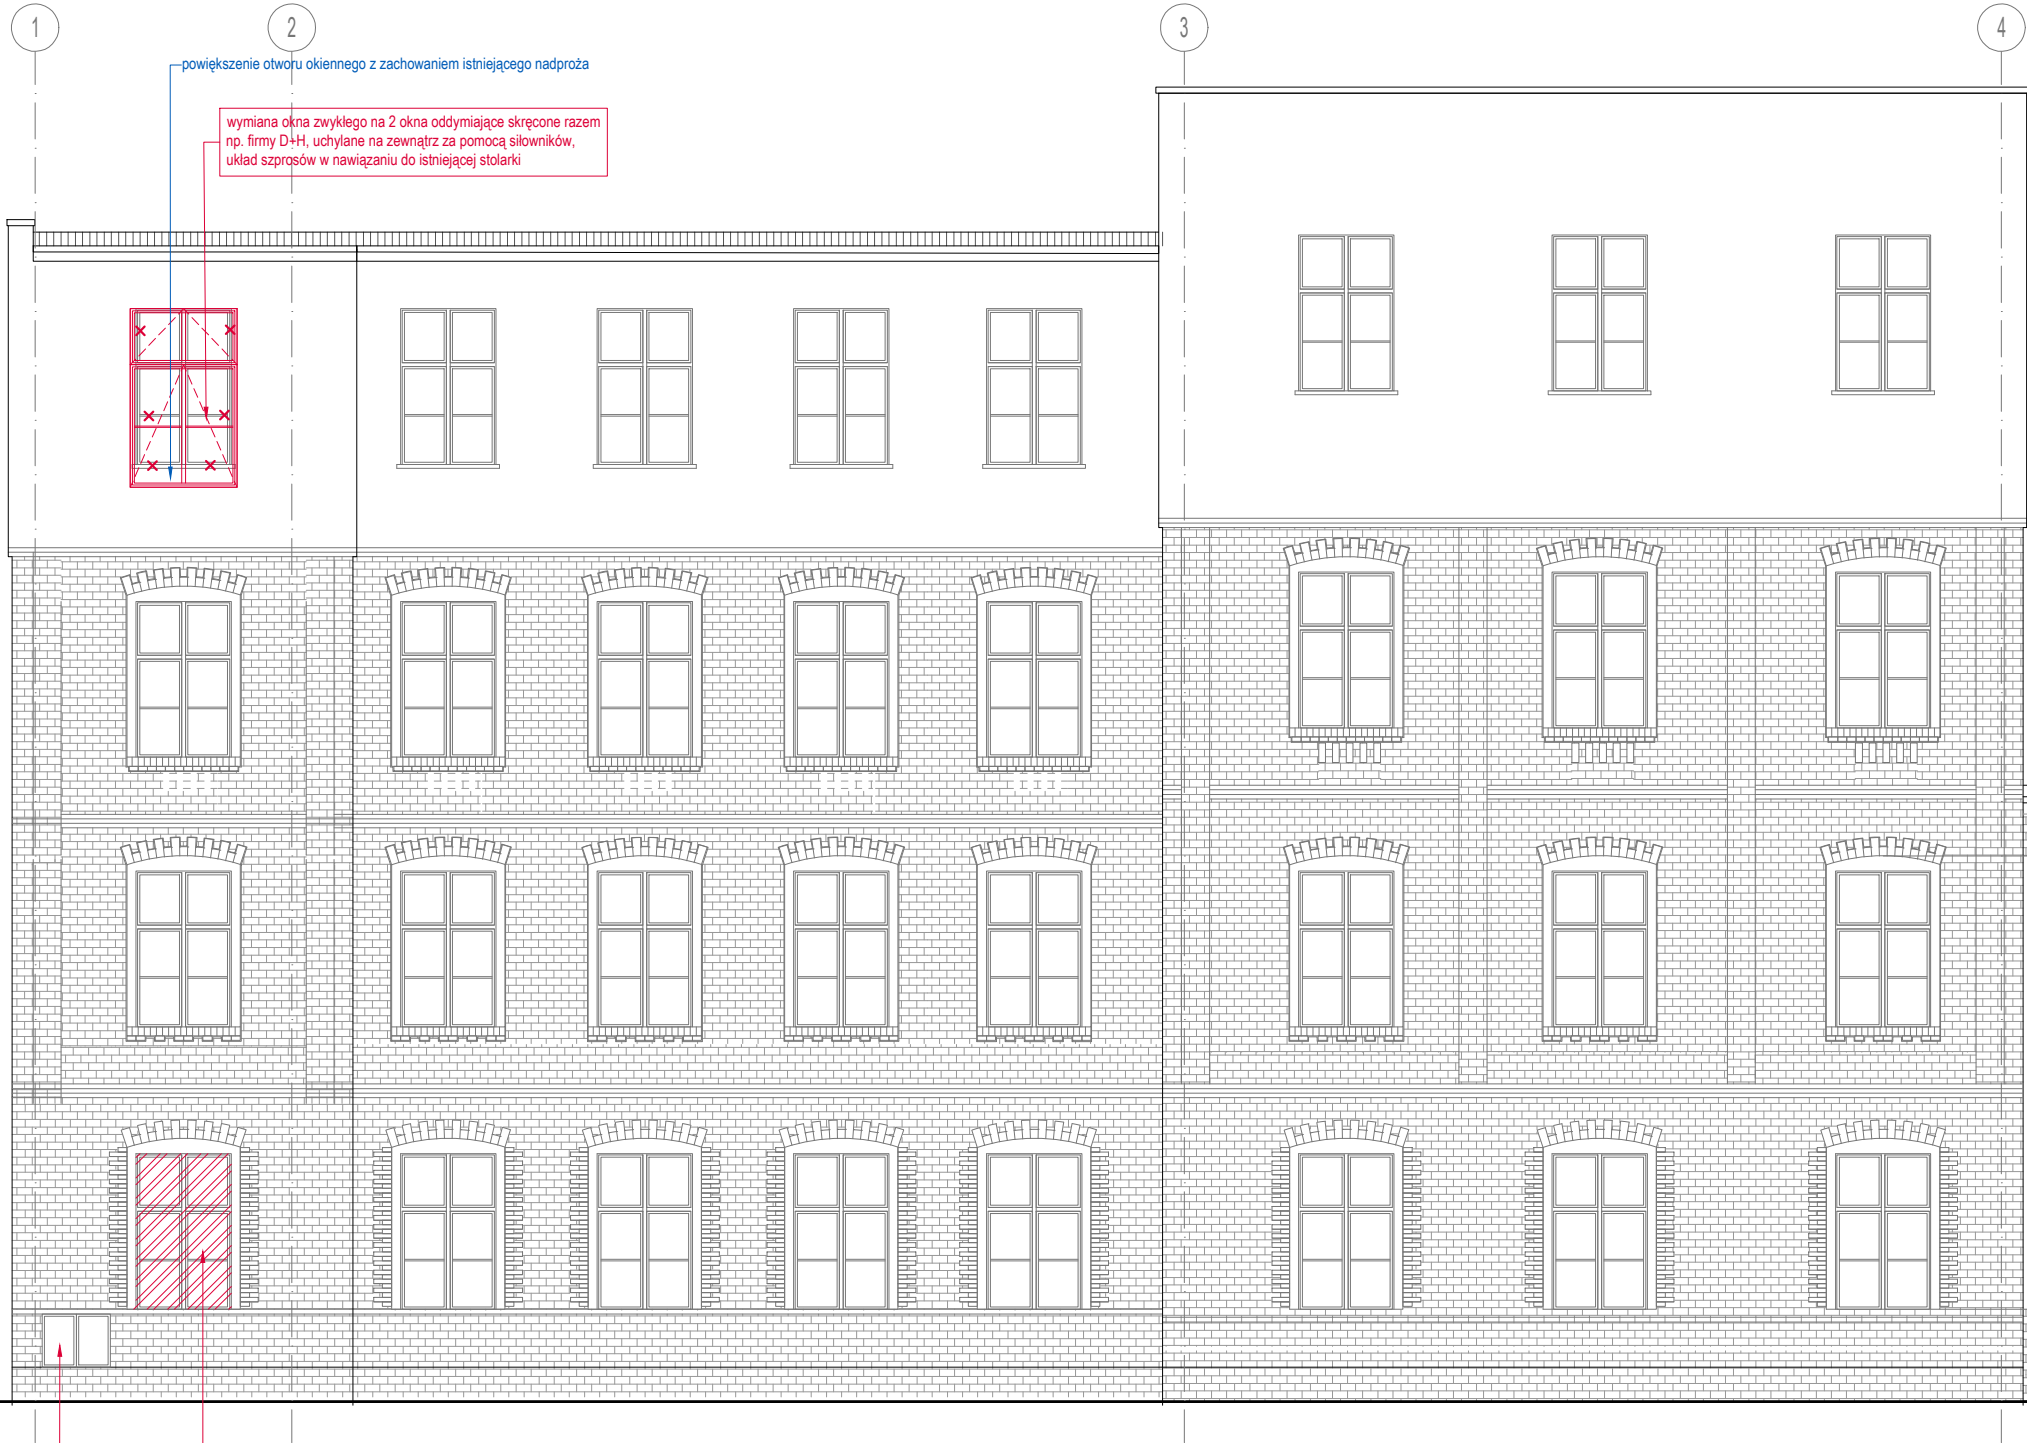 1
2
3
4
powiększenie otworu okiennego z zachowaniem istniejącego nadproża
wymiana okna zwykłego na 2 okna oddymiające skręcone razem
np. firmy D+H, uchylane na zewnątrz za pomocą siłowników,
układ szprosów w nawiązaniu do istniejącej stolarki